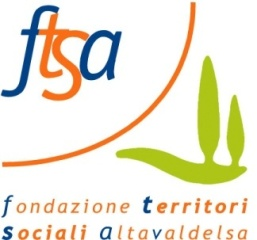 ftsa
fondazione territori
Sociali Altavaldelsa